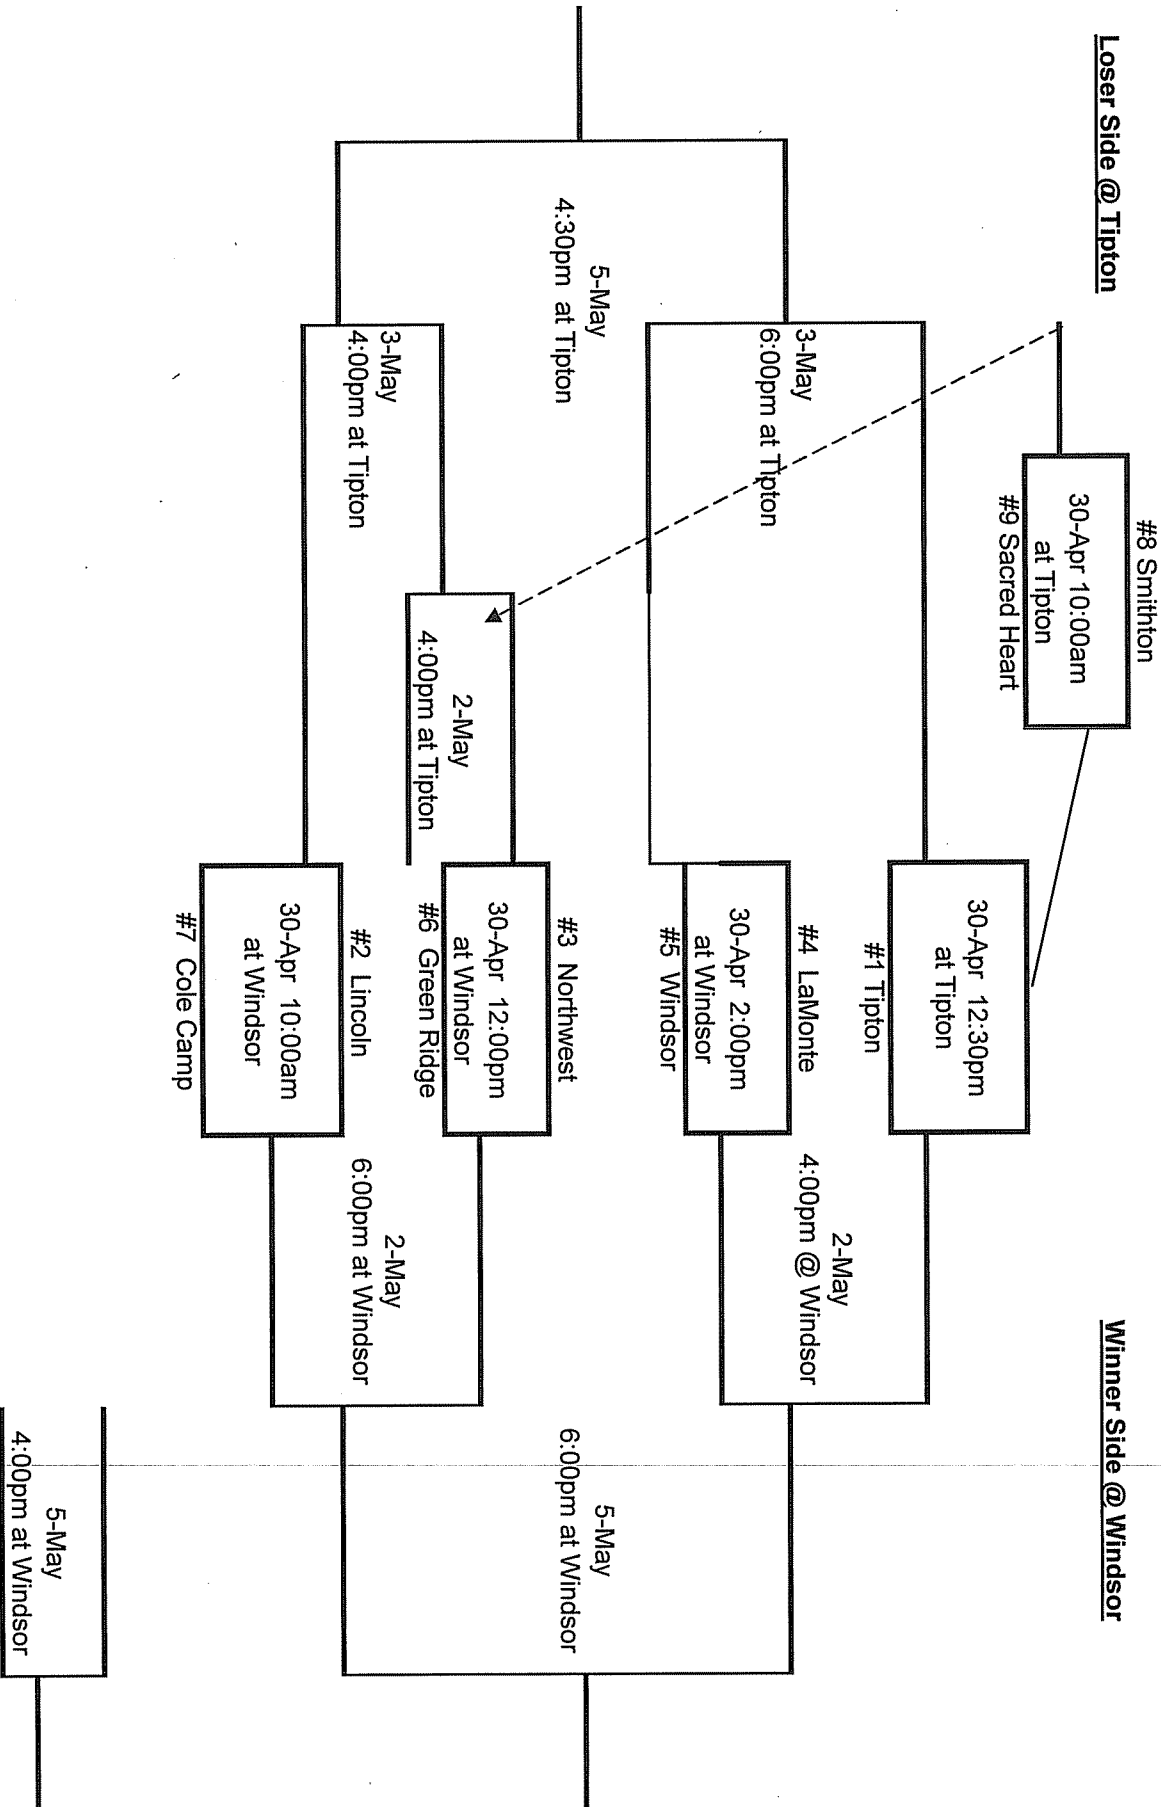 Loser Side @ Tipton
Winner Side @ Windsor
#8 Smithton
30-Apr 10:00am
at Tipton
#9 Sacred Heart
30-Apr 12:30pm
at Tipton
#1 Tipton
3-May
6:00pm at Tipton
2-May
4:00pm @ Windsor
#4 LaMonte
30-Apr 2:00pm
at Windsor
#5 Windsor
5-May
4:30pm at Tipton
5-May
6:00pm at Windsor
#3 Northwest
30-Apr 12:00pm
at Windsor
#6 Green Ridge
2-May
4:00pm at Tipton
3-May
4:00pm at Tipton
2-May
6:00pm at Windsor
#2 Lincoln
30-Apr 10:00am
at Windsor
#7 Cole Camp
5-May
4:00pm at Windsor